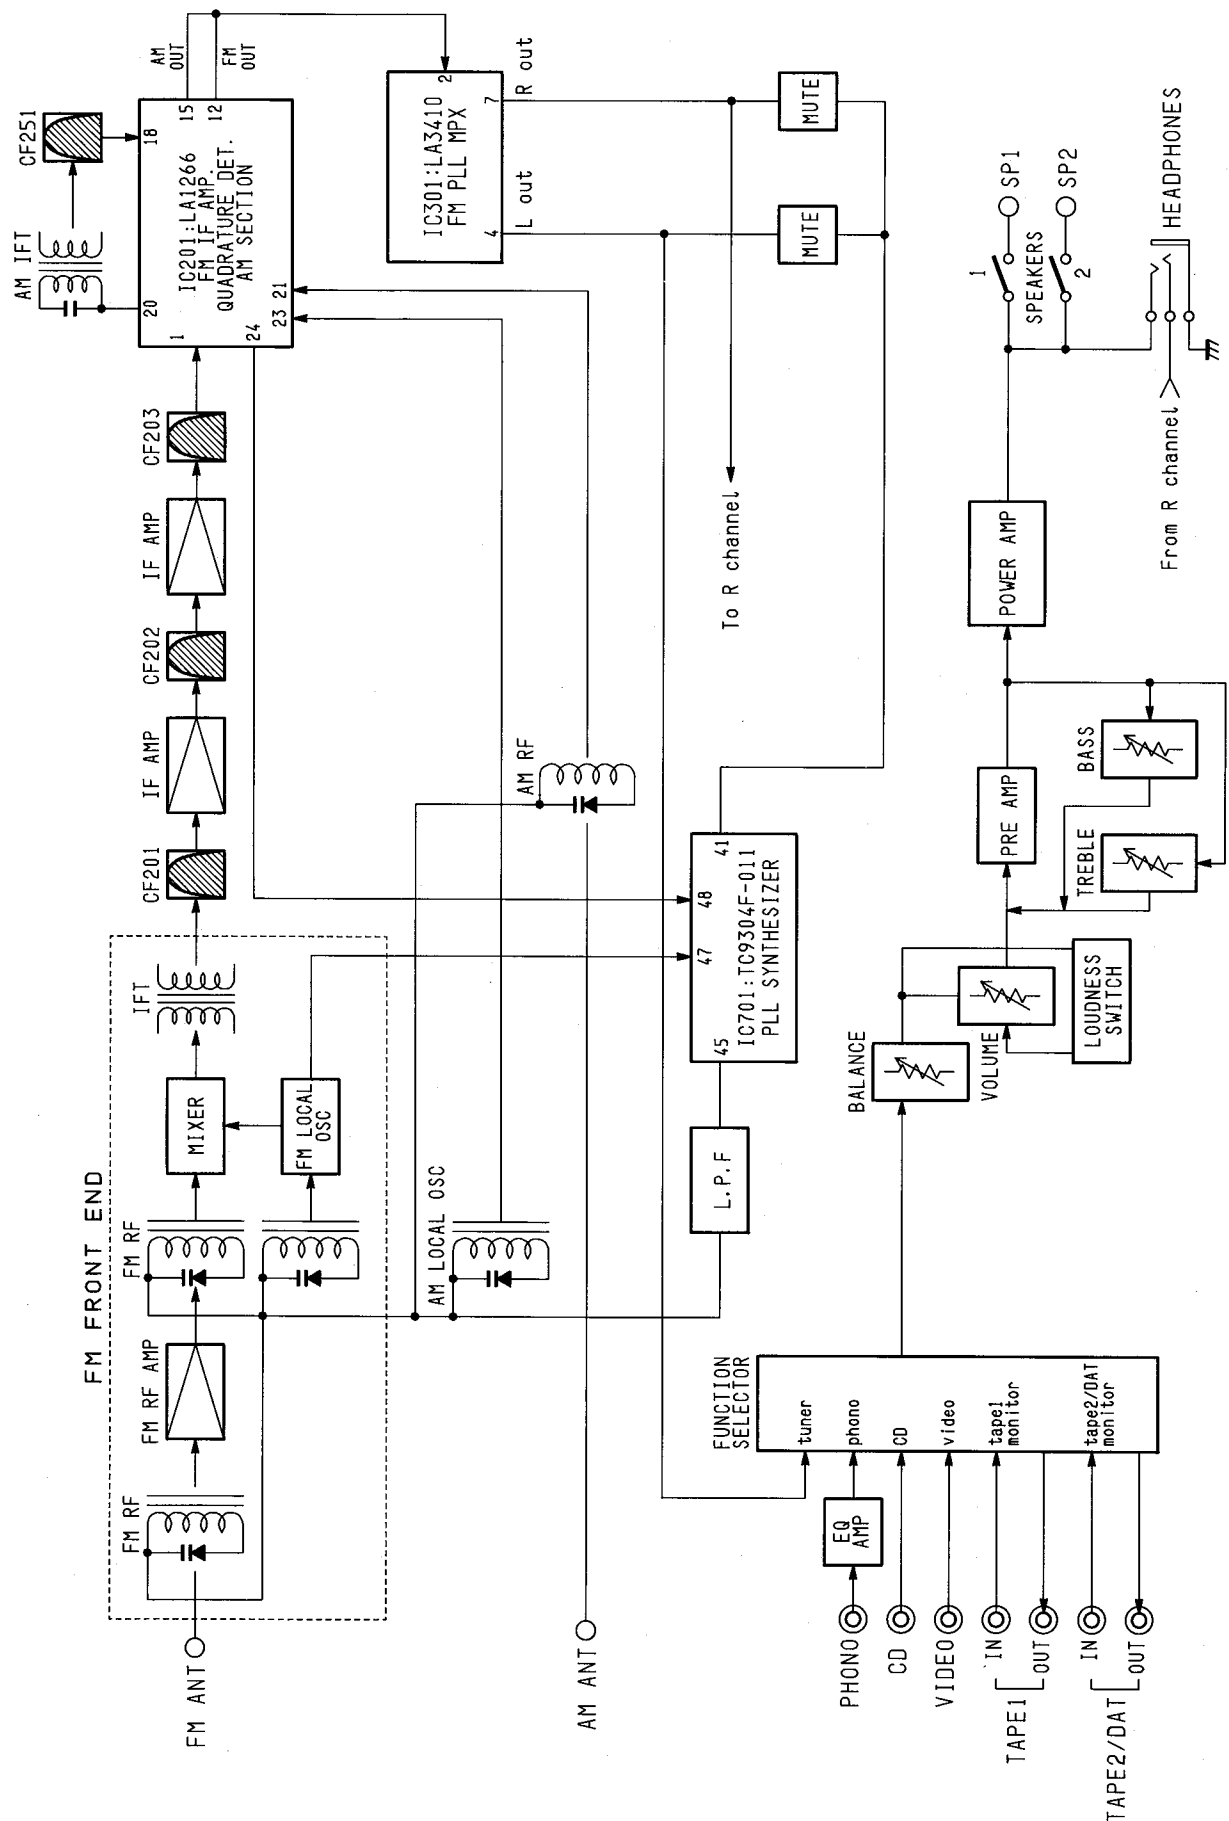 FM FRONT END
FM ANT
FM RF
FM RF AMP
FM RF
MIXER
FM LOCAL
OSC
IFT
CF201
IF AMP
CF202
IF AMP
CF203
AM IFT
CF251
1
20
18
24
23
21
15
12
IC201:LA1266
FM IF AMP.
QUADRATURE DET.
AM SECTION
AM
OUT
FM
OUT
2
IC301:LA3410
FM PLL MPX
4
7
L out
R out
AM ANT
AM LOCAL OSC
AM RF
L.P.F
45
47
48
41
IC701:TC9304F-011
PLL SYNTHESIZER
To R channel
MUTE
MUTE
PHONO
CD
VIDEO
TAPE1
IN
OUT
TAPE2/DAT
IN
OUT
EQ
AMP
FUNCTION
SELECTOR
tuner
phono
CD
video
tape1
monitor
tape2/DAT
monitor
BALANCE
VOLUME
LOUDNESS
SWITCH
PRE AMP
TREBLE
BASS
POWER AMP
From R channel
SPEAKERS
1
2
SP1
SP2
HEADPHONES